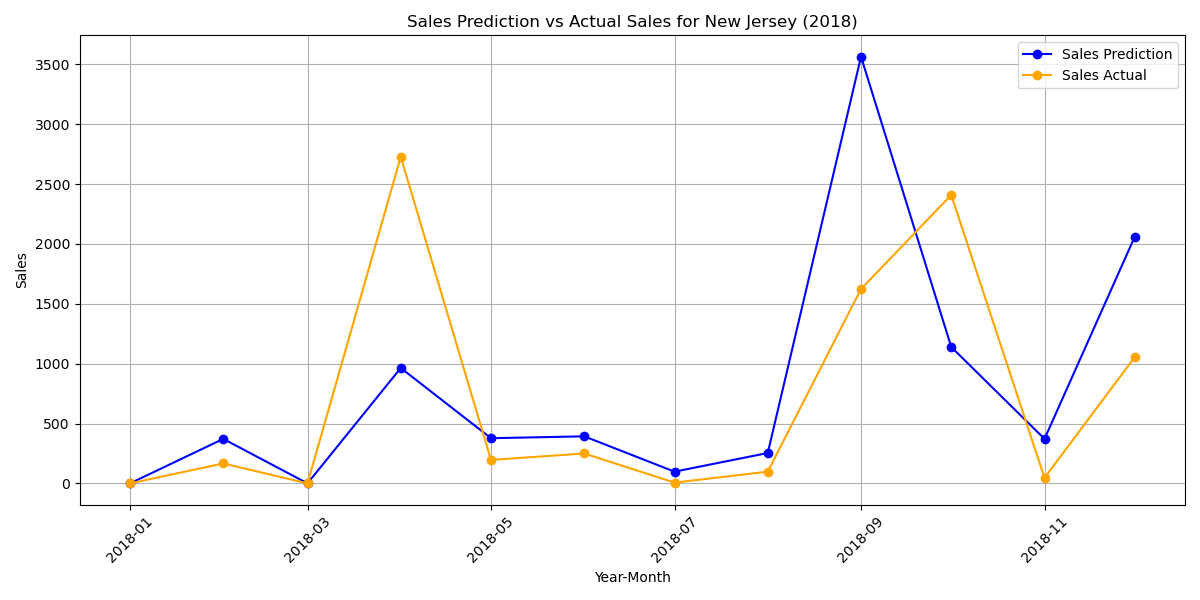 Sales Prediction vs Actual Sales for New Jersey (2018)
Sales Prediction
Sales Actual
3500
3000
2500
2000
1500
1000
500
0
Sales
2018-01
2018-03
2018-05
2018-07
2018-09
2018-11
Year-Month